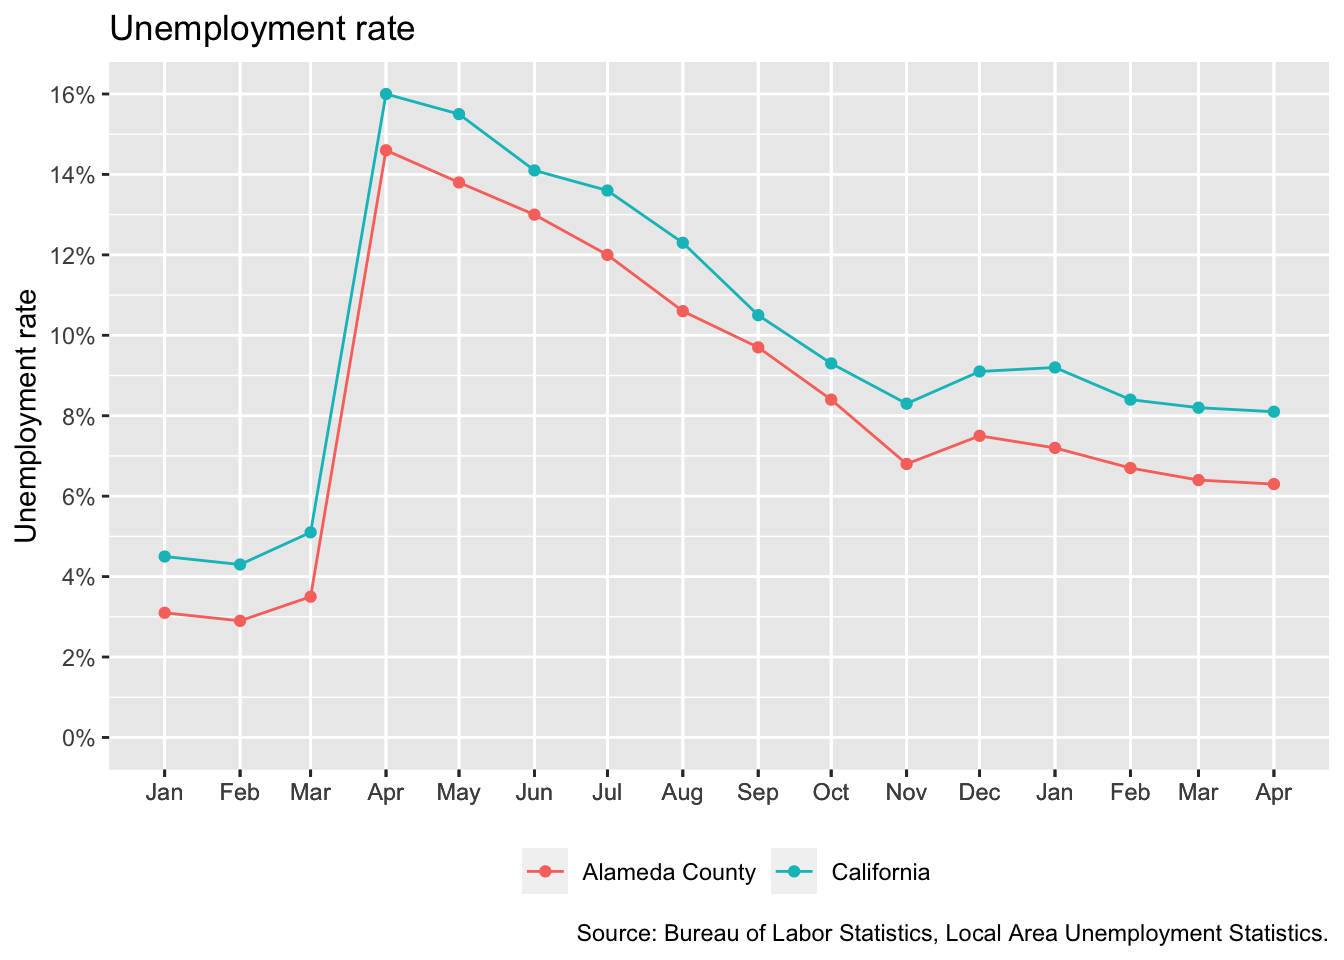 Unemployment rate
Unemployment rate
16%
14%
12%
10%
8%
6%
4%
2%
0%
Jan Feb Mar Apr May Jun Jul Aug Sep Oct Nov Dec Jan Feb Mar Apr
Alameda County California
Source: Bureau of Labor Statistics, Local Area Unemployment Statistics.